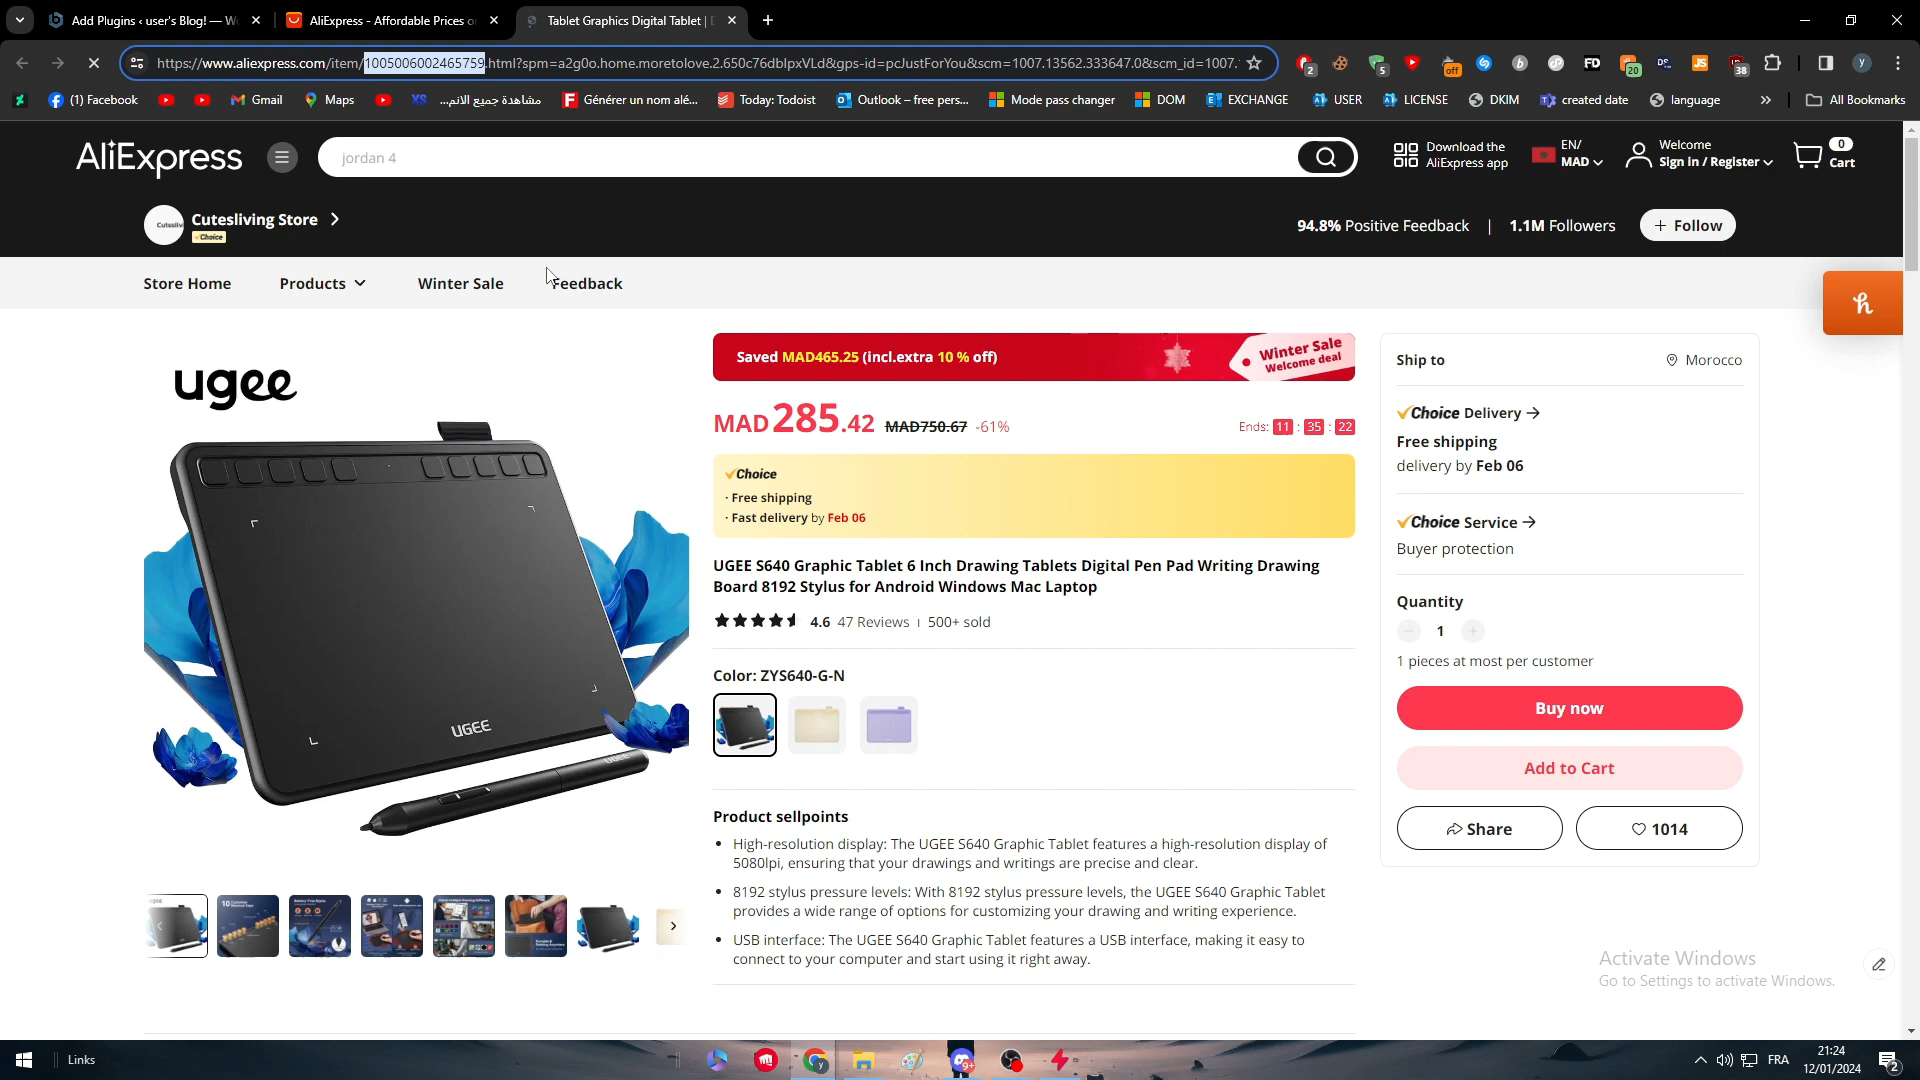 Add Plugins ‹ user's Blog! — W
AliExpress - Affordable Prices o
Tablet Graphics Digital Tablet |
https://www.aliexpress.com/item/1005006002465759.html?spm=a2g0o.home.moretolove.2.650c76dbIpxVLd&gps-id=pcJustForYou&scm=1007.13562.333647.0&scm_id=1007.
2
5
off
FD
20
JS
38
y
(1) Facebook
Gmail
Maps
XS
مشاهدة جميع الانم...
Générer un nom alé...
Today: Todoist
Outlook – free pers...
Mode pass changer
DOM
EXCHANGE
USER
LICENSE
DKIM
created date
language
»
All Bookmarks
AliExpress
jordan 4
Download the
AliExpress app
EN/
MAD
Welcome
Sign in / Register
0
Cart
Cutesliving Store
Choice
94.8% Positive Feedback | 1.1M Followers
+ Follow
Store Home
Products
Winter Sale
Feedback
ugee
UGEE
Saved MAD465.25 (incl.extra 10 % off)
Winter Sale
Welcome deal
MAD285.42 MAD750.67 -61%
Ends: 11 : 35 : 22
Choice
· Free shipping
· Fast delivery by Feb 06
UGEE S640 Graphic Tablet 6 Inch Drawing Tablets Digital Pen Pad Writing Drawing
Board 8192 Stylus for Android Windows Mac Laptop
4.6 47 Reviews | 500+ sold
Color: ZYS640-G-N
Product sellpoints
• High-resolution display: The UGEE S640 Graphic Tablet features a high-resolution display of
5080lpi, ensuring that your drawings and writings are precise and clear.
• 8192 stylus pressure levels: With 8192 stylus pressure levels, the UGEE S640 Graphic Tablet
provides a wide range of options for customizing your drawing and writing experience.
• USB interface: The UGEE S640 Graphic Tablet features a USB interface, making it easy to
connect to your computer and start using it right away.
Ship to
Morocco
Choice Delivery →
Free shipping
delivery by Feb 06
Choice Service →
Buyer protection
Quantity
− 1 +
1 pieces at most per customer
Buy now
Add to Cart
Share
1014
Activate Windows
Go to Settings to activate Windows.
Links
FRA
21:24
12/01/2024
2